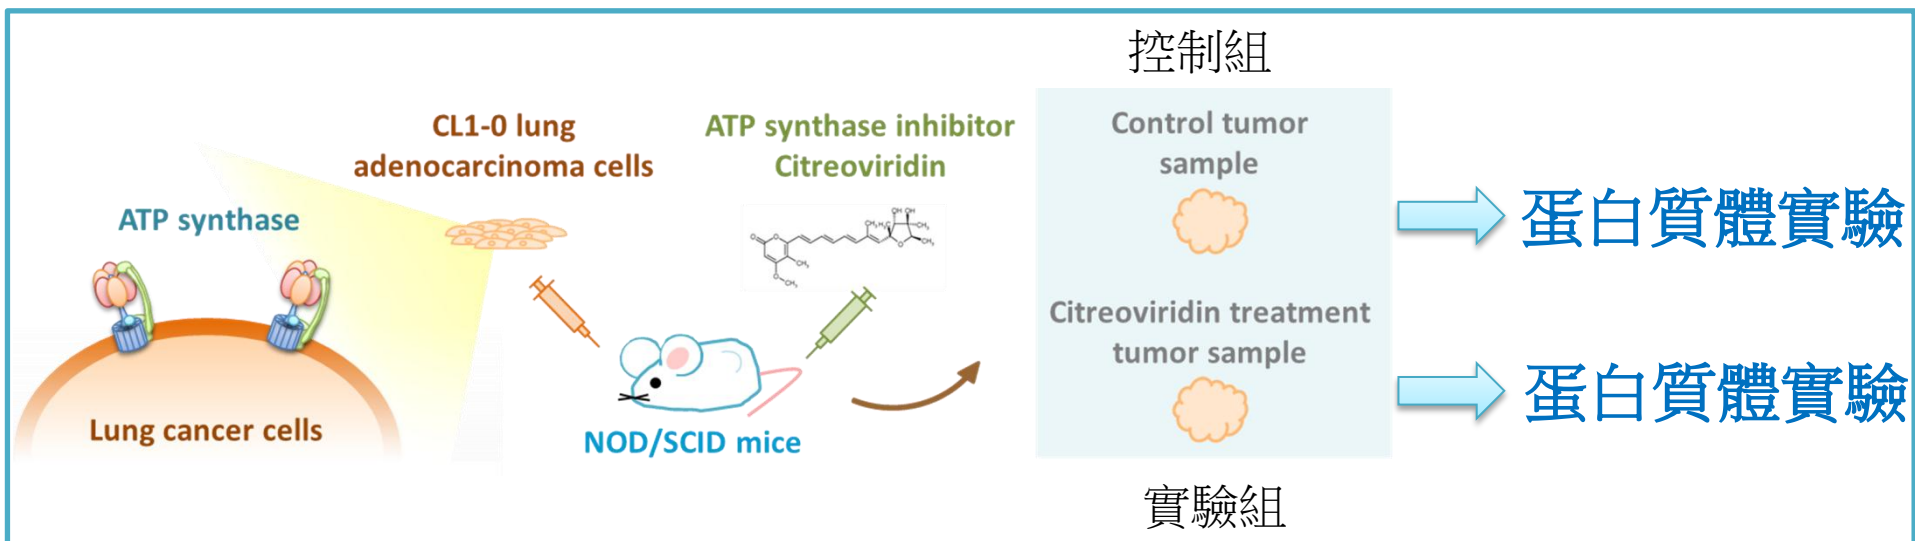 控制組
CL1-0 lung
adenocarcinoma cells
ATP synthase inhibitor
Citreoviridin
Control tumor
sample
ATP synthase
蛋白質體實驗
Citreoviridin treatment
tumor sample
蛋白質體實驗
Lung cancer cells
NOD/SCID mice
實驗組